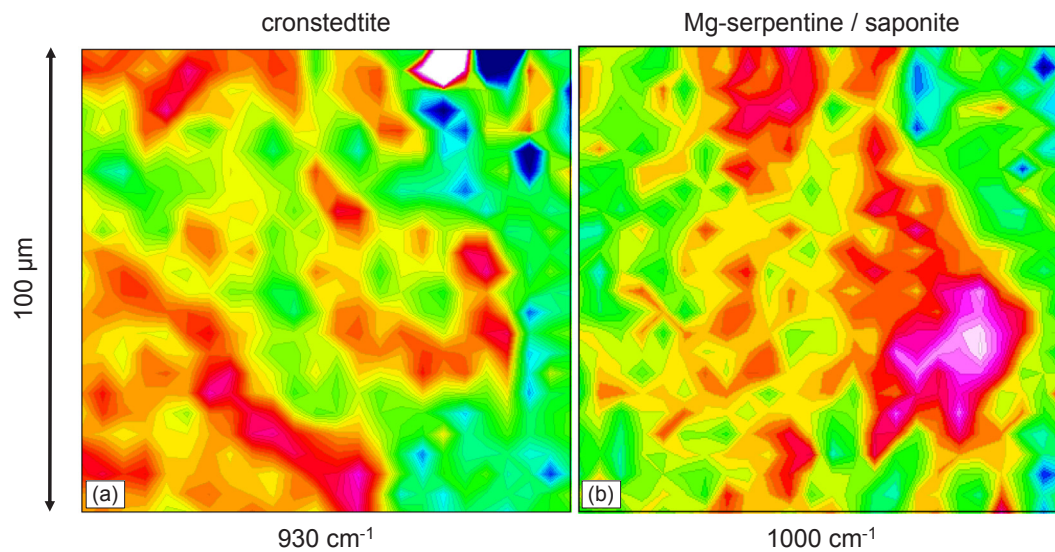 cronstedtite
Mg-serpentine / saponite
100 μm
(a)
(b)
930 cm-1
1000 cm-1